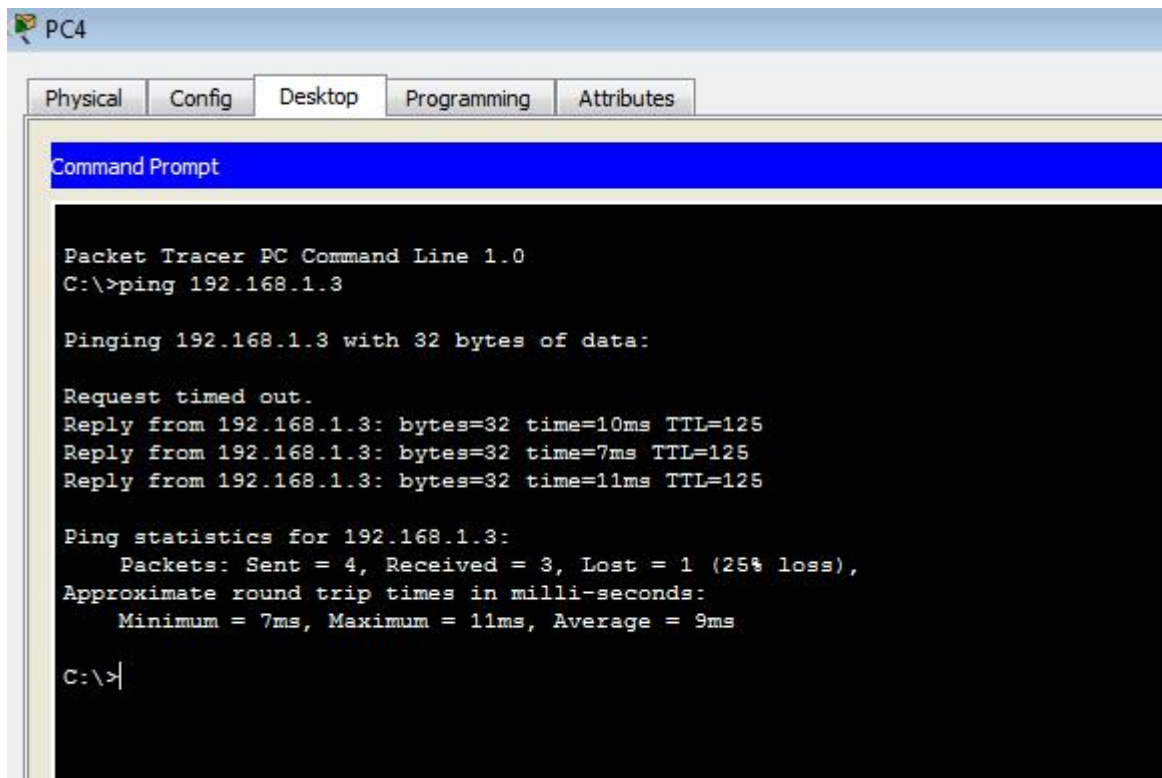 PC4
Physical Config Desktop Programming Attributes
Command Prompt
Packet Tracer PC Command Line 1.0
C:\>ping 192.168.1.3
Pinging 192.168.1.3 with 32 bytes of data:
Request timed out.
Reply from 192.168.1.3: bytes=32 time=10ms TTL=125
Reply from 192.168.1.3: bytes=32 time=7ms TTL=125
Reply from 192.168.1.3: bytes=32 time=11ms TTL=125
Ping statistics for 192.168.1.3:
Packets: Sent = 4, Received = 3, Lost = 1 (25% loss),
Approximate round trip times in milli-seconds:
Minimum = 7ms, Maximum = 11ms, Average = 9ms
C:\>